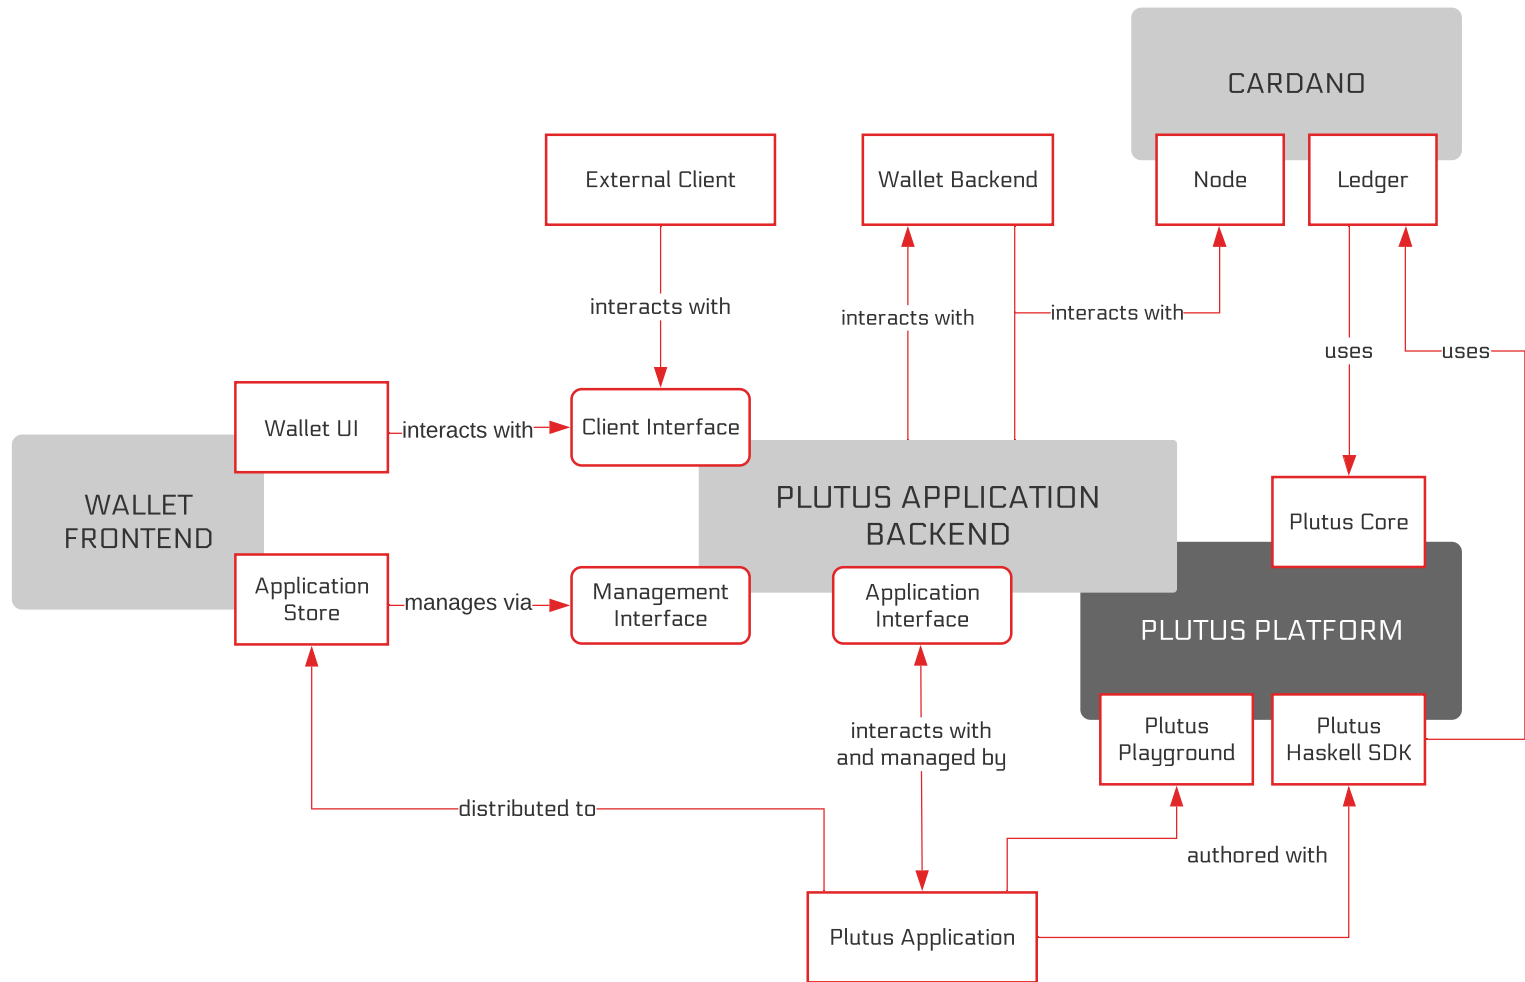 CARDANO
External Client
Wallet Backend
Node
Ledger
interacts with
interacts with
interacts with
uses
uses
Wallet UI
interacts with
Client Interface
WALLET
FRONTEND
PLUTUS APPLICATION
BACKEND
Plutus Core
Application
Store
manages via
Management
Interface
Application
Interface
PLUTUS PLATFORM
interacts with
and managed by
Plutus
Playground
Plutus
Haskell SDK
distributed to
authored with
Plutus Application